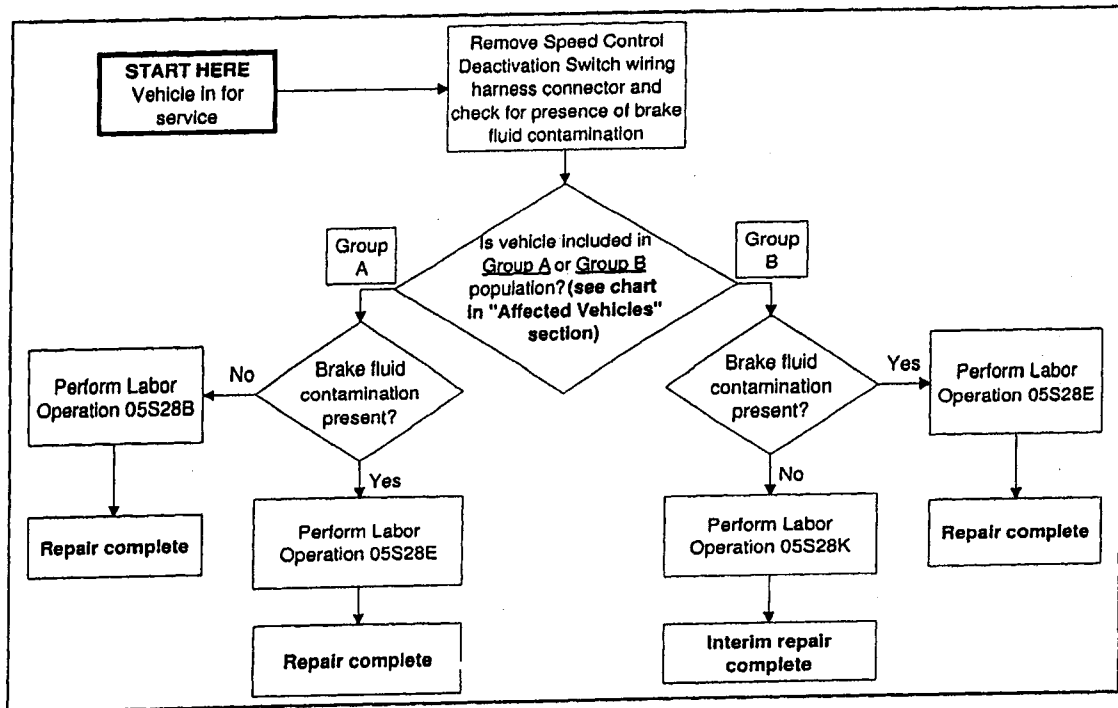 START HERE
Vehicle in for
service
Remove Speed Control
Deactivation Switch wiring
harness connector and
check for presence of brake
fluid contamination
Group
A
Is vehicle included in
Group A or Group B
population? (see chart
in "Affected Vehicles"
section)
Group
B
No
Perform Labor
Operation 05S28B
Brake fluid
contamination
present?
Brake fluid
contamination
present?
Yes
Perform Labor
Operation 05S28E
Repair complete
Yes
Perform Labor
Operation 05S28E
Repair complete
No
Perform Labor
Operation 05S28K
Interim repair
complete
Repair complete